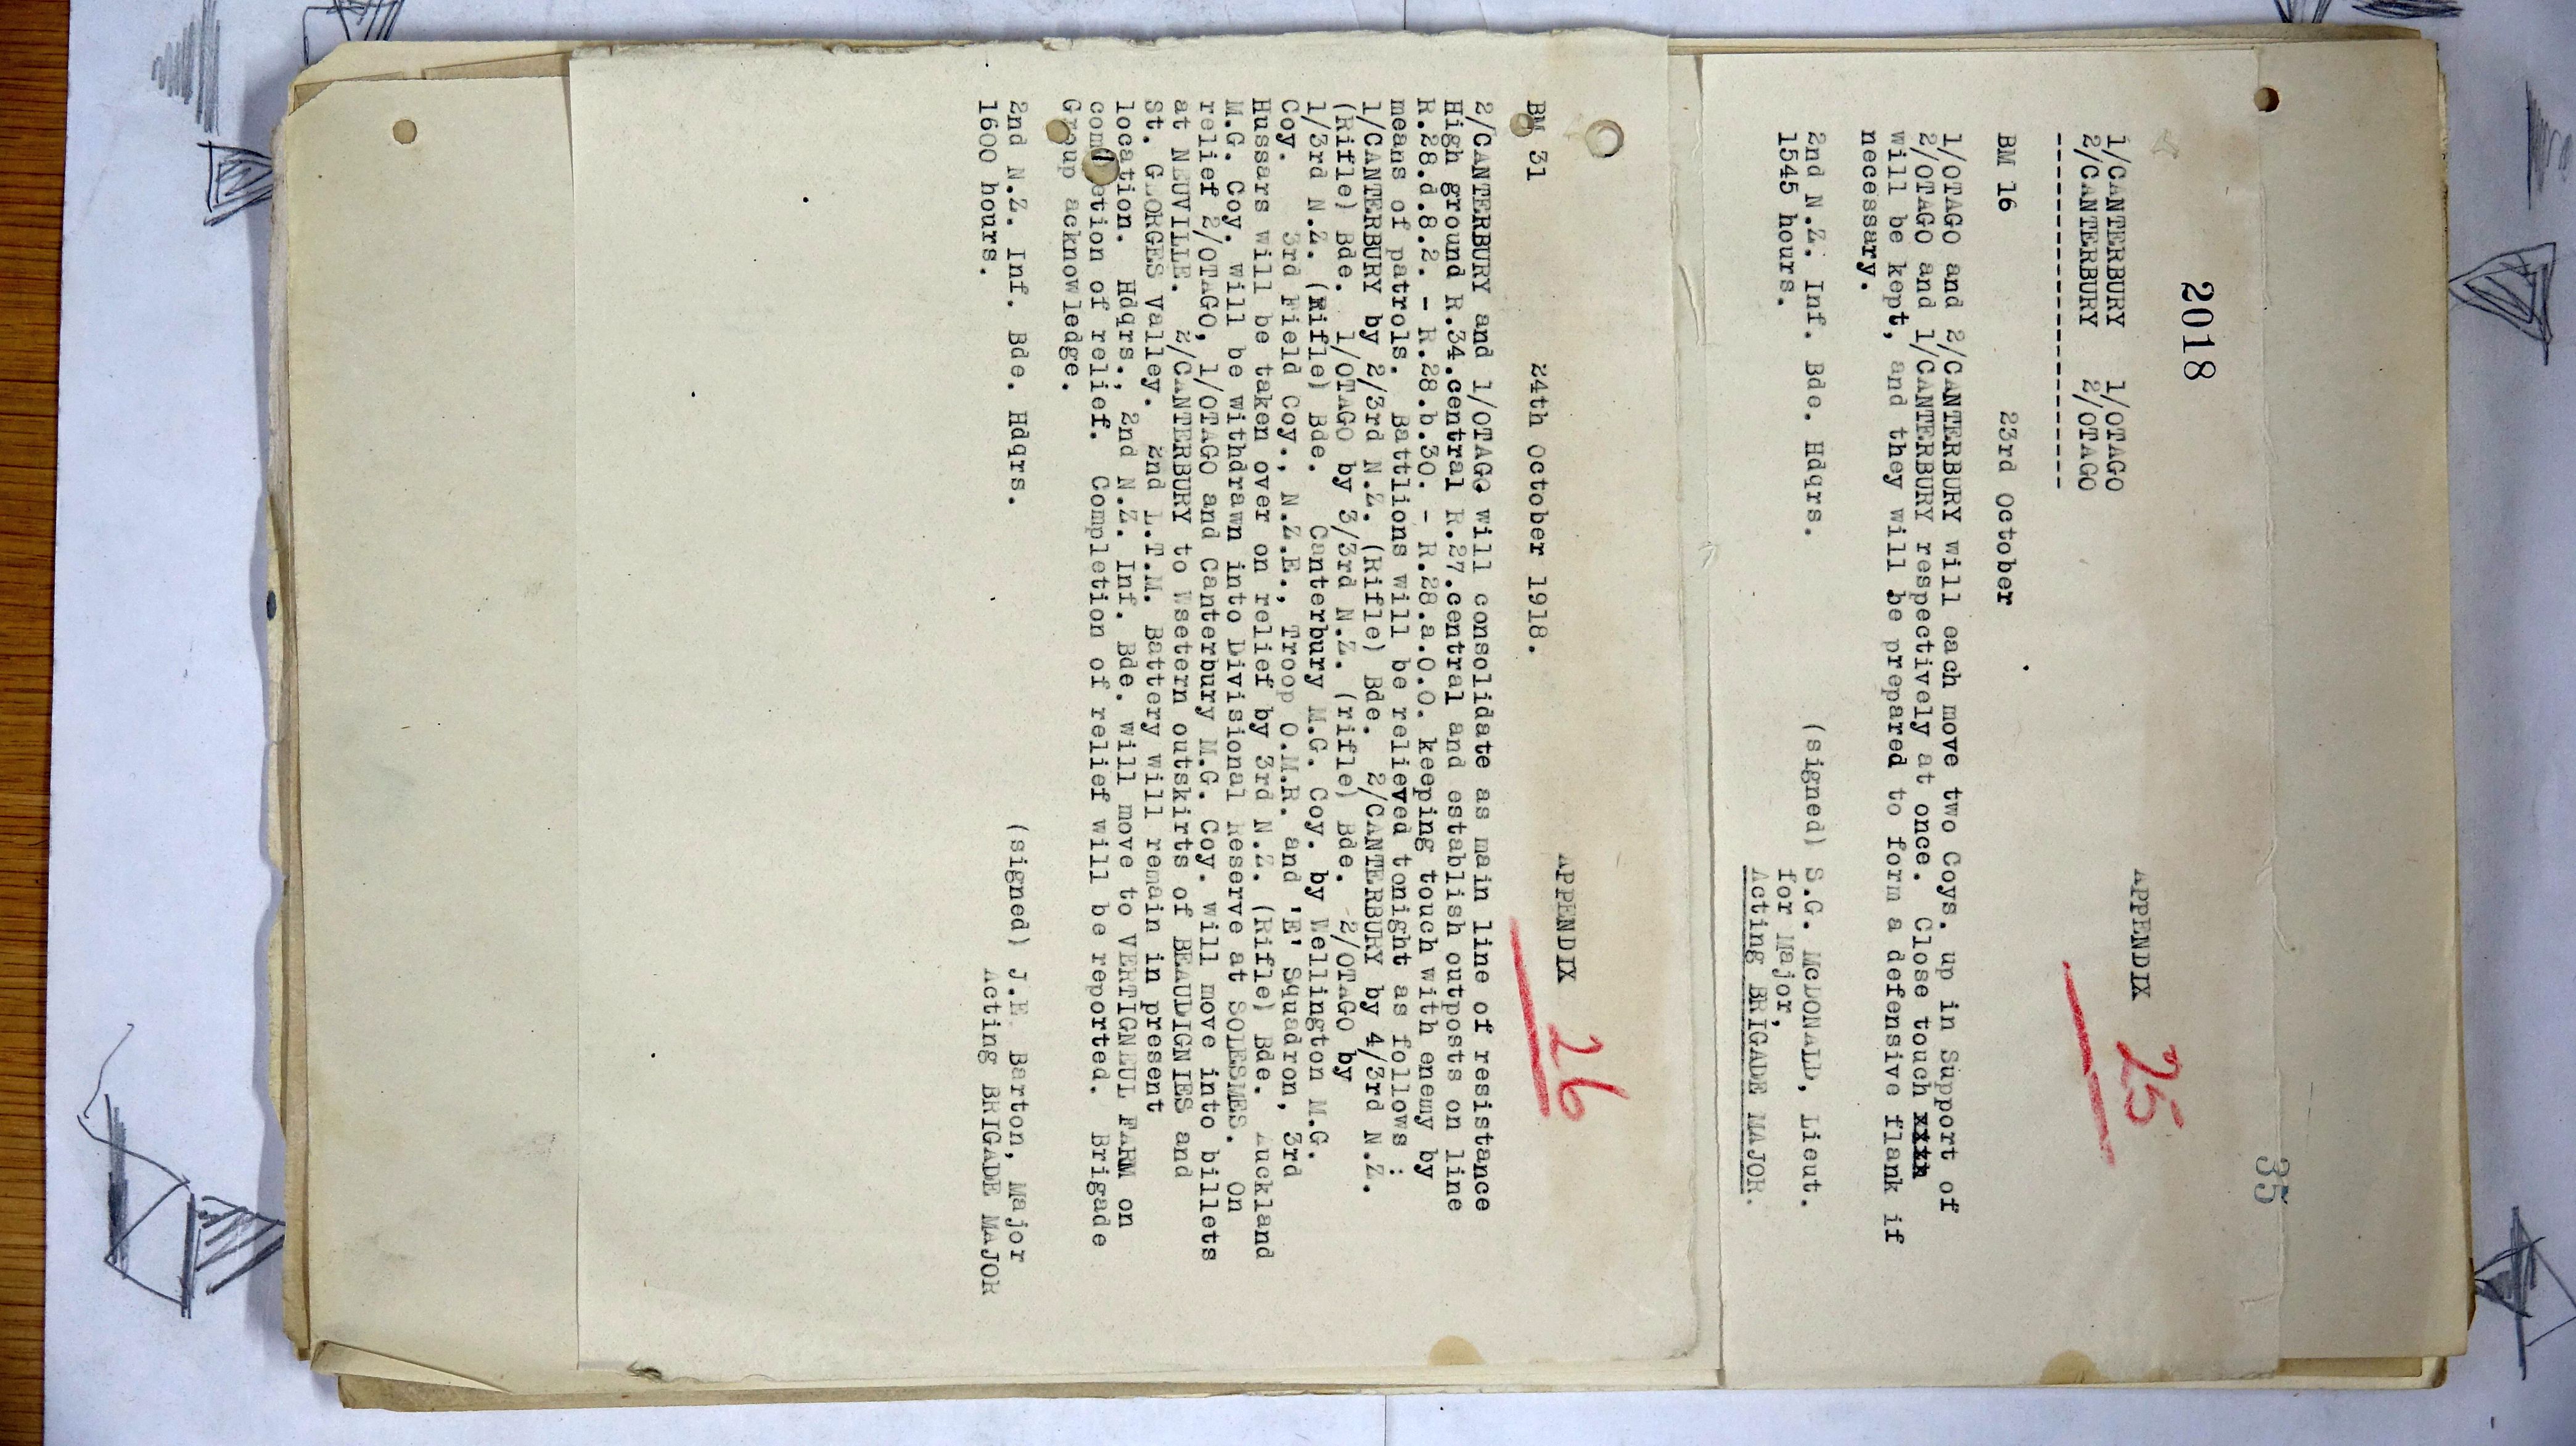 2018
35
APPENDIX 25
1/CANTERBURY 1/OTAGO
2/CANTERBURY 2/OTAGO
-----------------------------
BM 16 23rd October
1/OTAGO and 2/CANTERBURY will each move two Coys. up in Support of
2/OTAGO and 1/CANTERBURY respectively at once. Close touch xxxx
will be kept, and they will be prepared to form a defensive flank if
necessary.
2nd N.Z. Inf. Bde. Hdqrs. (signed) S.G. McDONALD, Lieut.
1545 hours. for Major,
Acting BRIGADE MAJOR.
APPENDIX 26
BM 31 24th October 1918.
2/CANTERBURY and 1/OTAGO will consolidate as main line of resistance
High ground R.34.central R.27.central and establish outposts on line
R.28.d.8.2. - R.28.b.30. - R.28.a.0.0. keeping touch with enemy by
means of patrols. Battlions will be relieved tonight as follows :
1/CANTERBURY by 2/3rd N.Z. (Rifle) Bde. 2/CANTERBURY by 4/3rd N.Z.
(Rifle) Bde. 1/OTAGO by 3/3rd N.Z. (rifle) Bde. 2/OTAGO by
1/3rd N.Z. (Rifle) Bde. Canterbury M.G. Coy. by Wellington M.G.
Coy. 3rd Field Coy., N.Z.E., Troop O.M.R. and 'E' Squadron, 3rd
Hussars will be taken over on relief by 3rd N.Z. (Rifle) Bde. Auckland
M.G. Coy. will be withdrawn into Divisional Reserve at SOLESMES. On
relief 2/OTAGO, 1/OTAGO and Canterbury M.G. Coy. will move into billets
at NEUVILLE. 2/CANTERBURY to Wsetern outskirts of BEAUDIGNIES and
St. GEORGES Valley. 2nd L.T.M. Battery will remain in present
location. Hdqrs., 2nd N.Z. Inf. Bde. will move to VERTIGNEUL FARM on
completion of relief. Completion of relief will be reported. Brigade
Group acknowledge.
2nd N.Z. Inf. Bde. Hdqrs. (signed) J.E. Barton, Major
1600 hours. Acting BRIGADE MAJOR